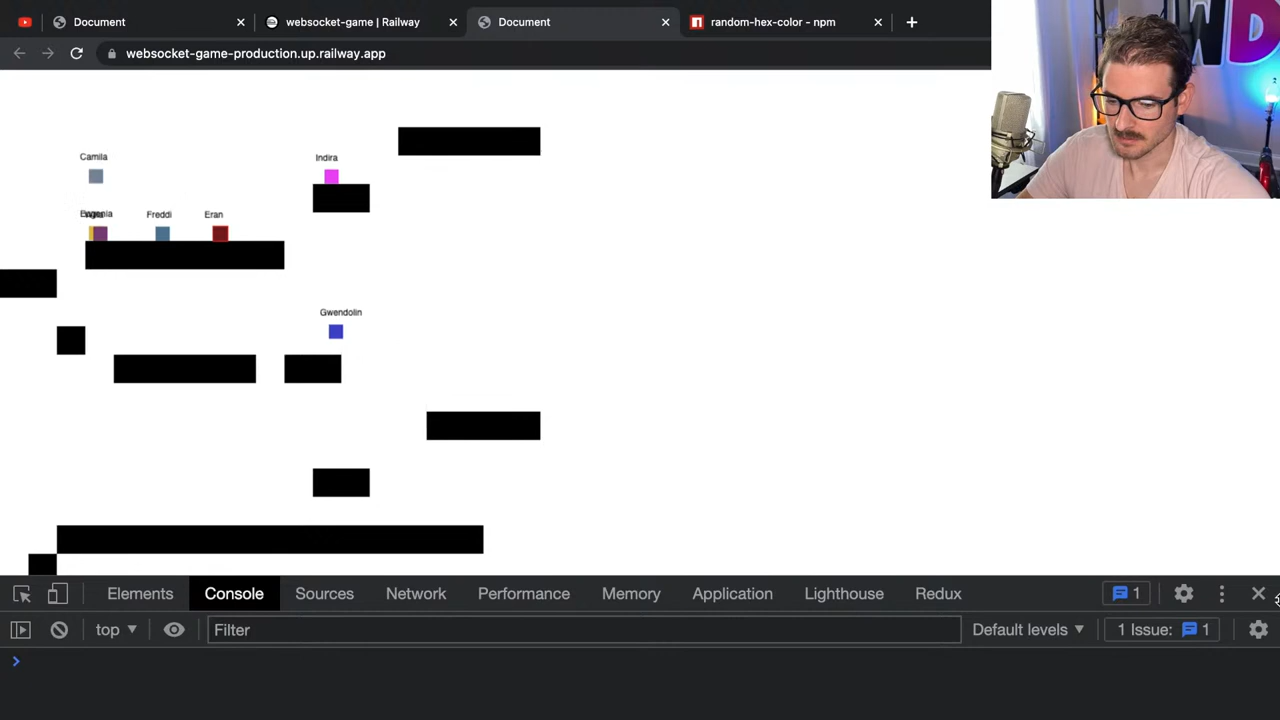 Document
websocket-game | Railway
Document
random-hex-color - npm
websocket-game-production.up.railway.app
Camila
Indira
Freddi
Eran
Gwendolin
Elements
Console
Sources
Network
Performance
Memory
Application
Lighthouse
Redux
1
top
Filter
Default levels
1 Issue:
1